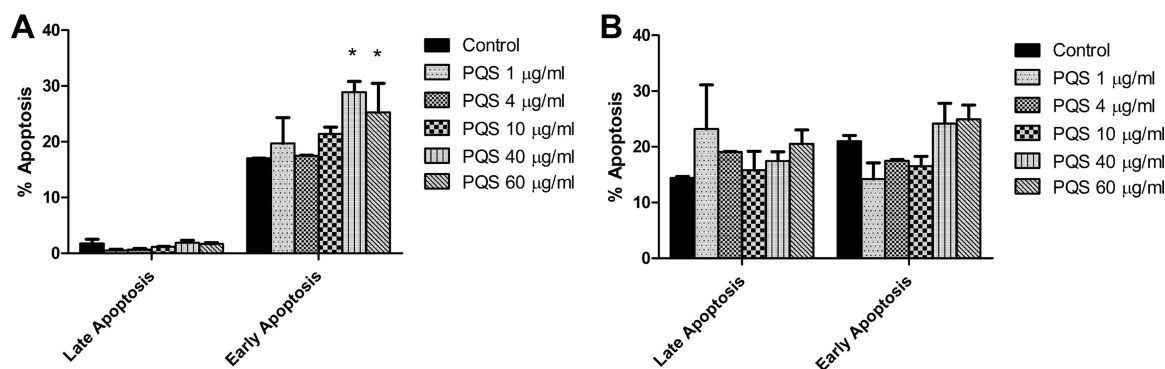 A
% Apoptosis
40
30
20
10
0
* *
Late Apoptosis
Early Apoptosis
Control
PQS 1 μg/ml
PQS 4 μg/ml
PQS 10 μg/ml
PQS 40 μg/ml
PQS 60 μg/ml
B
% Apoptosis
40
30
20
10
0
Late Apoptosis
Early Apoptosis
Control
PQS 1 μg/ml
PQS 4 μg/ml
PQS 10 μg/ml
PQS 40 μg/ml
PQS 60 μg/ml